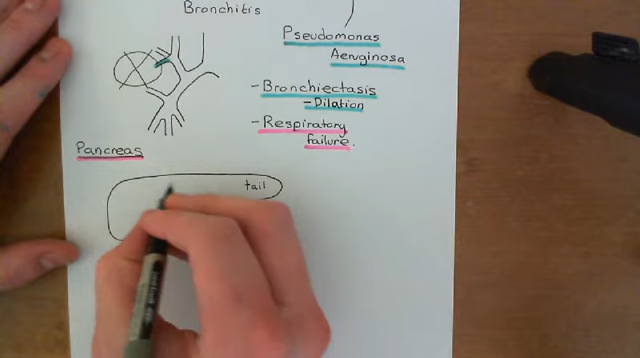 Bronchitis
Pseudomonas
Aeruginosa
- Bronchiectasis
- Dilation
- Respiratory
failure.
Pancreas
tail